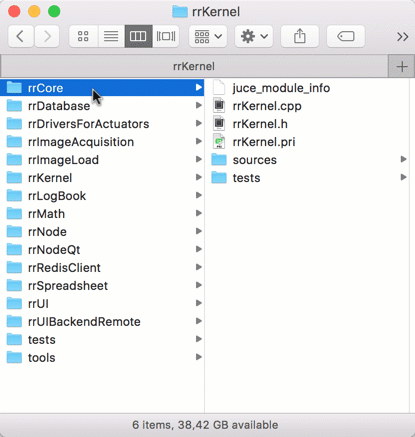 rrKernel
rrKernel
rrCore
rrDatabase
rrDriversForActuators
rrImageAcquisition
rrImageLoad
rrKernel
rrLogBook
rrMath
rrNode
rrNodeQt
rrRedisClient
rrSpreadsheet
rrUI
rrUIBackendRemote
tests
tools
juce_module_info
rrKernel.cpp
rrKernel.h
rrKernel.pri
sources
tests
6 items, 38,42 GB available